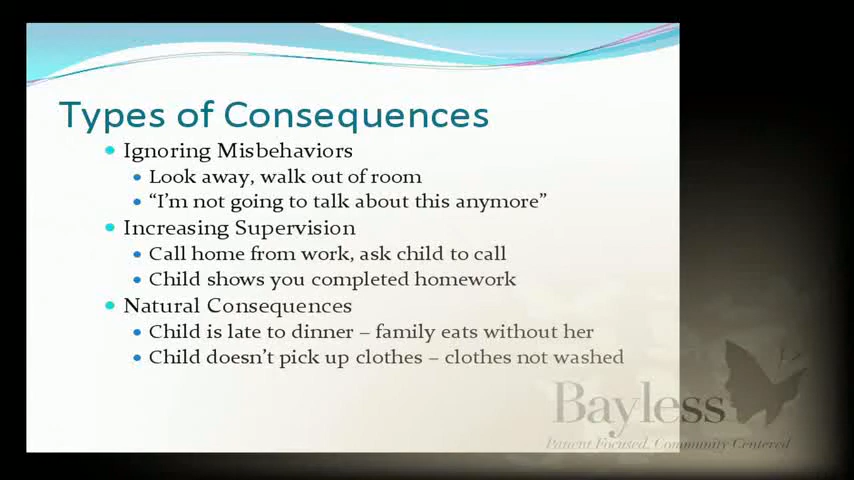 Types of Consequences
Ignoring Misbehaviors
Look away, walk out of room
“I’m not going to talk about this anymore”
Increasing Supervision
Call home from work, ask child to call
Child shows you completed homework
Natural Consequences
Child is late to dinner – family eats without her
Child doesn’t pick up clothes – clothes not washed
Bayless
Patient Focused, Community Centered